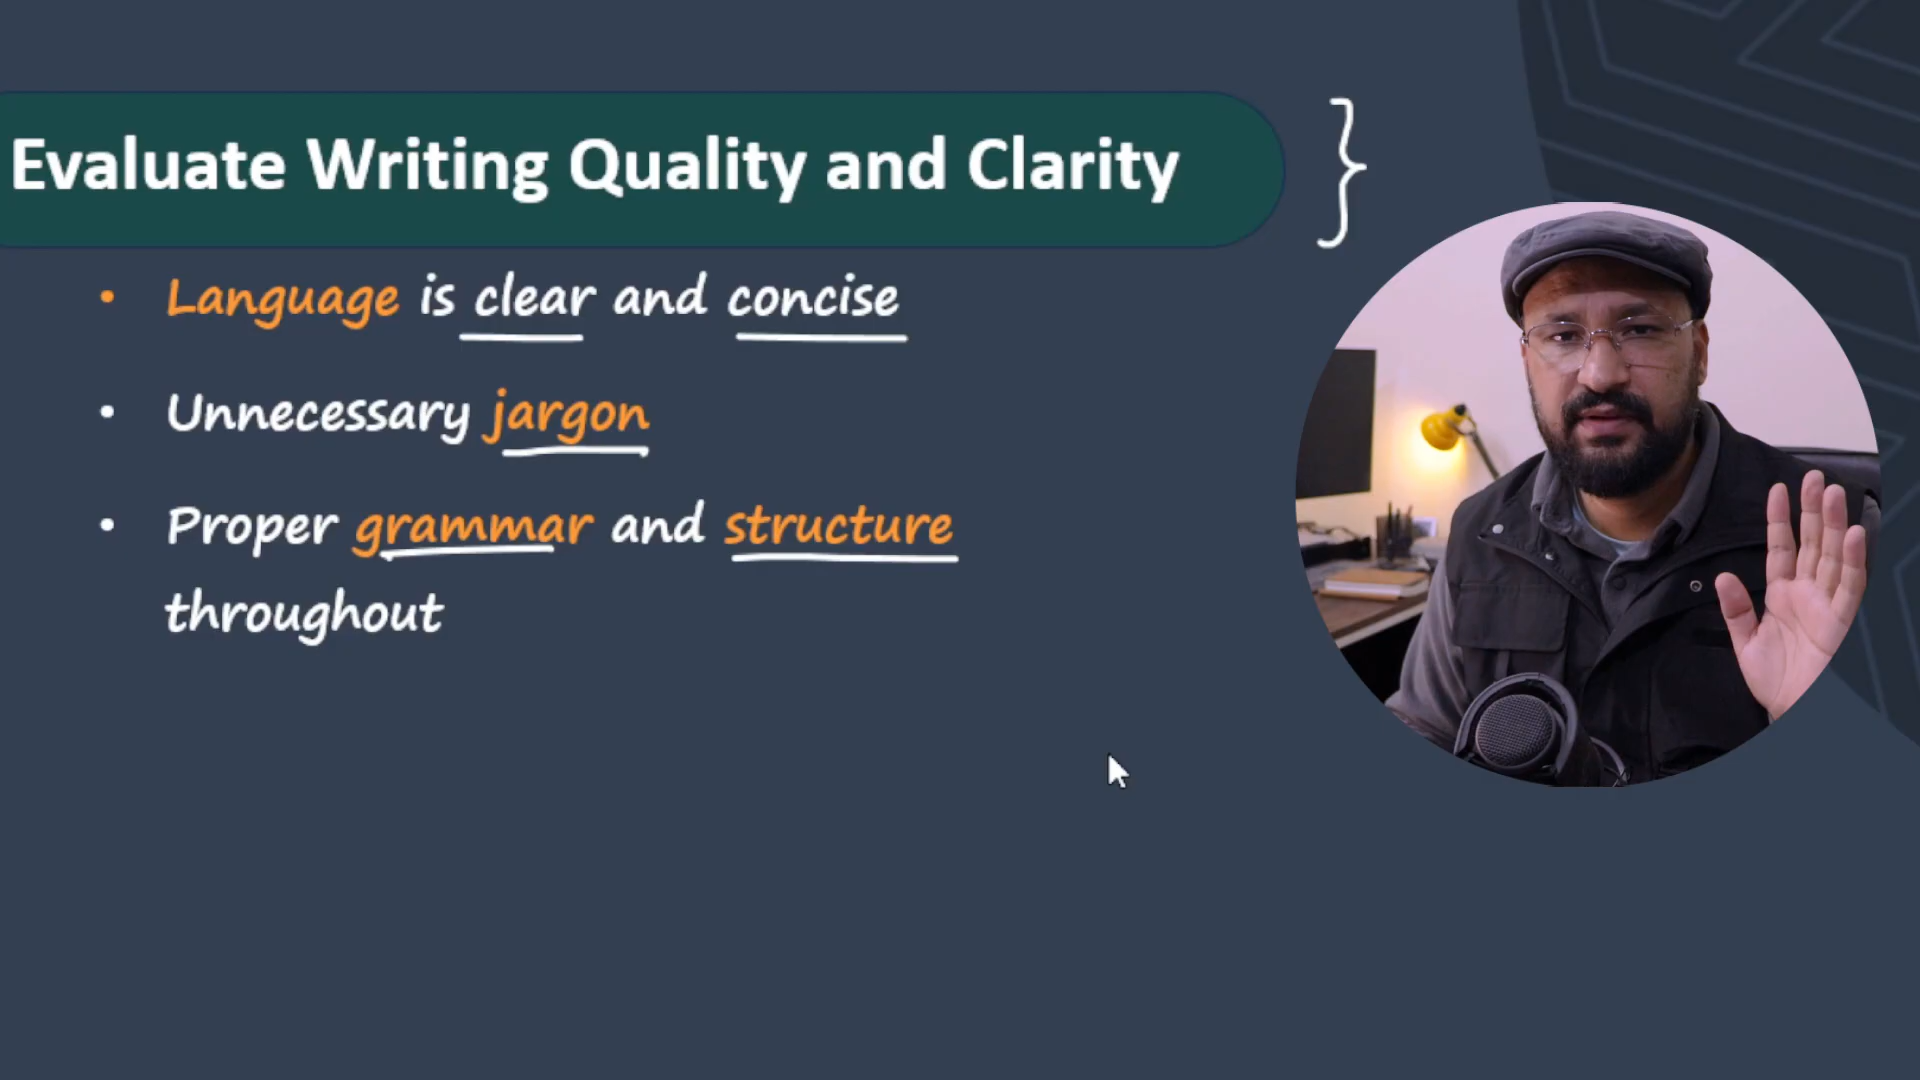 Evaluate Writing Quality and Clarity
• Language is clear and concise
• Unnecessary jargon
• Proper grammar and structure
throughout